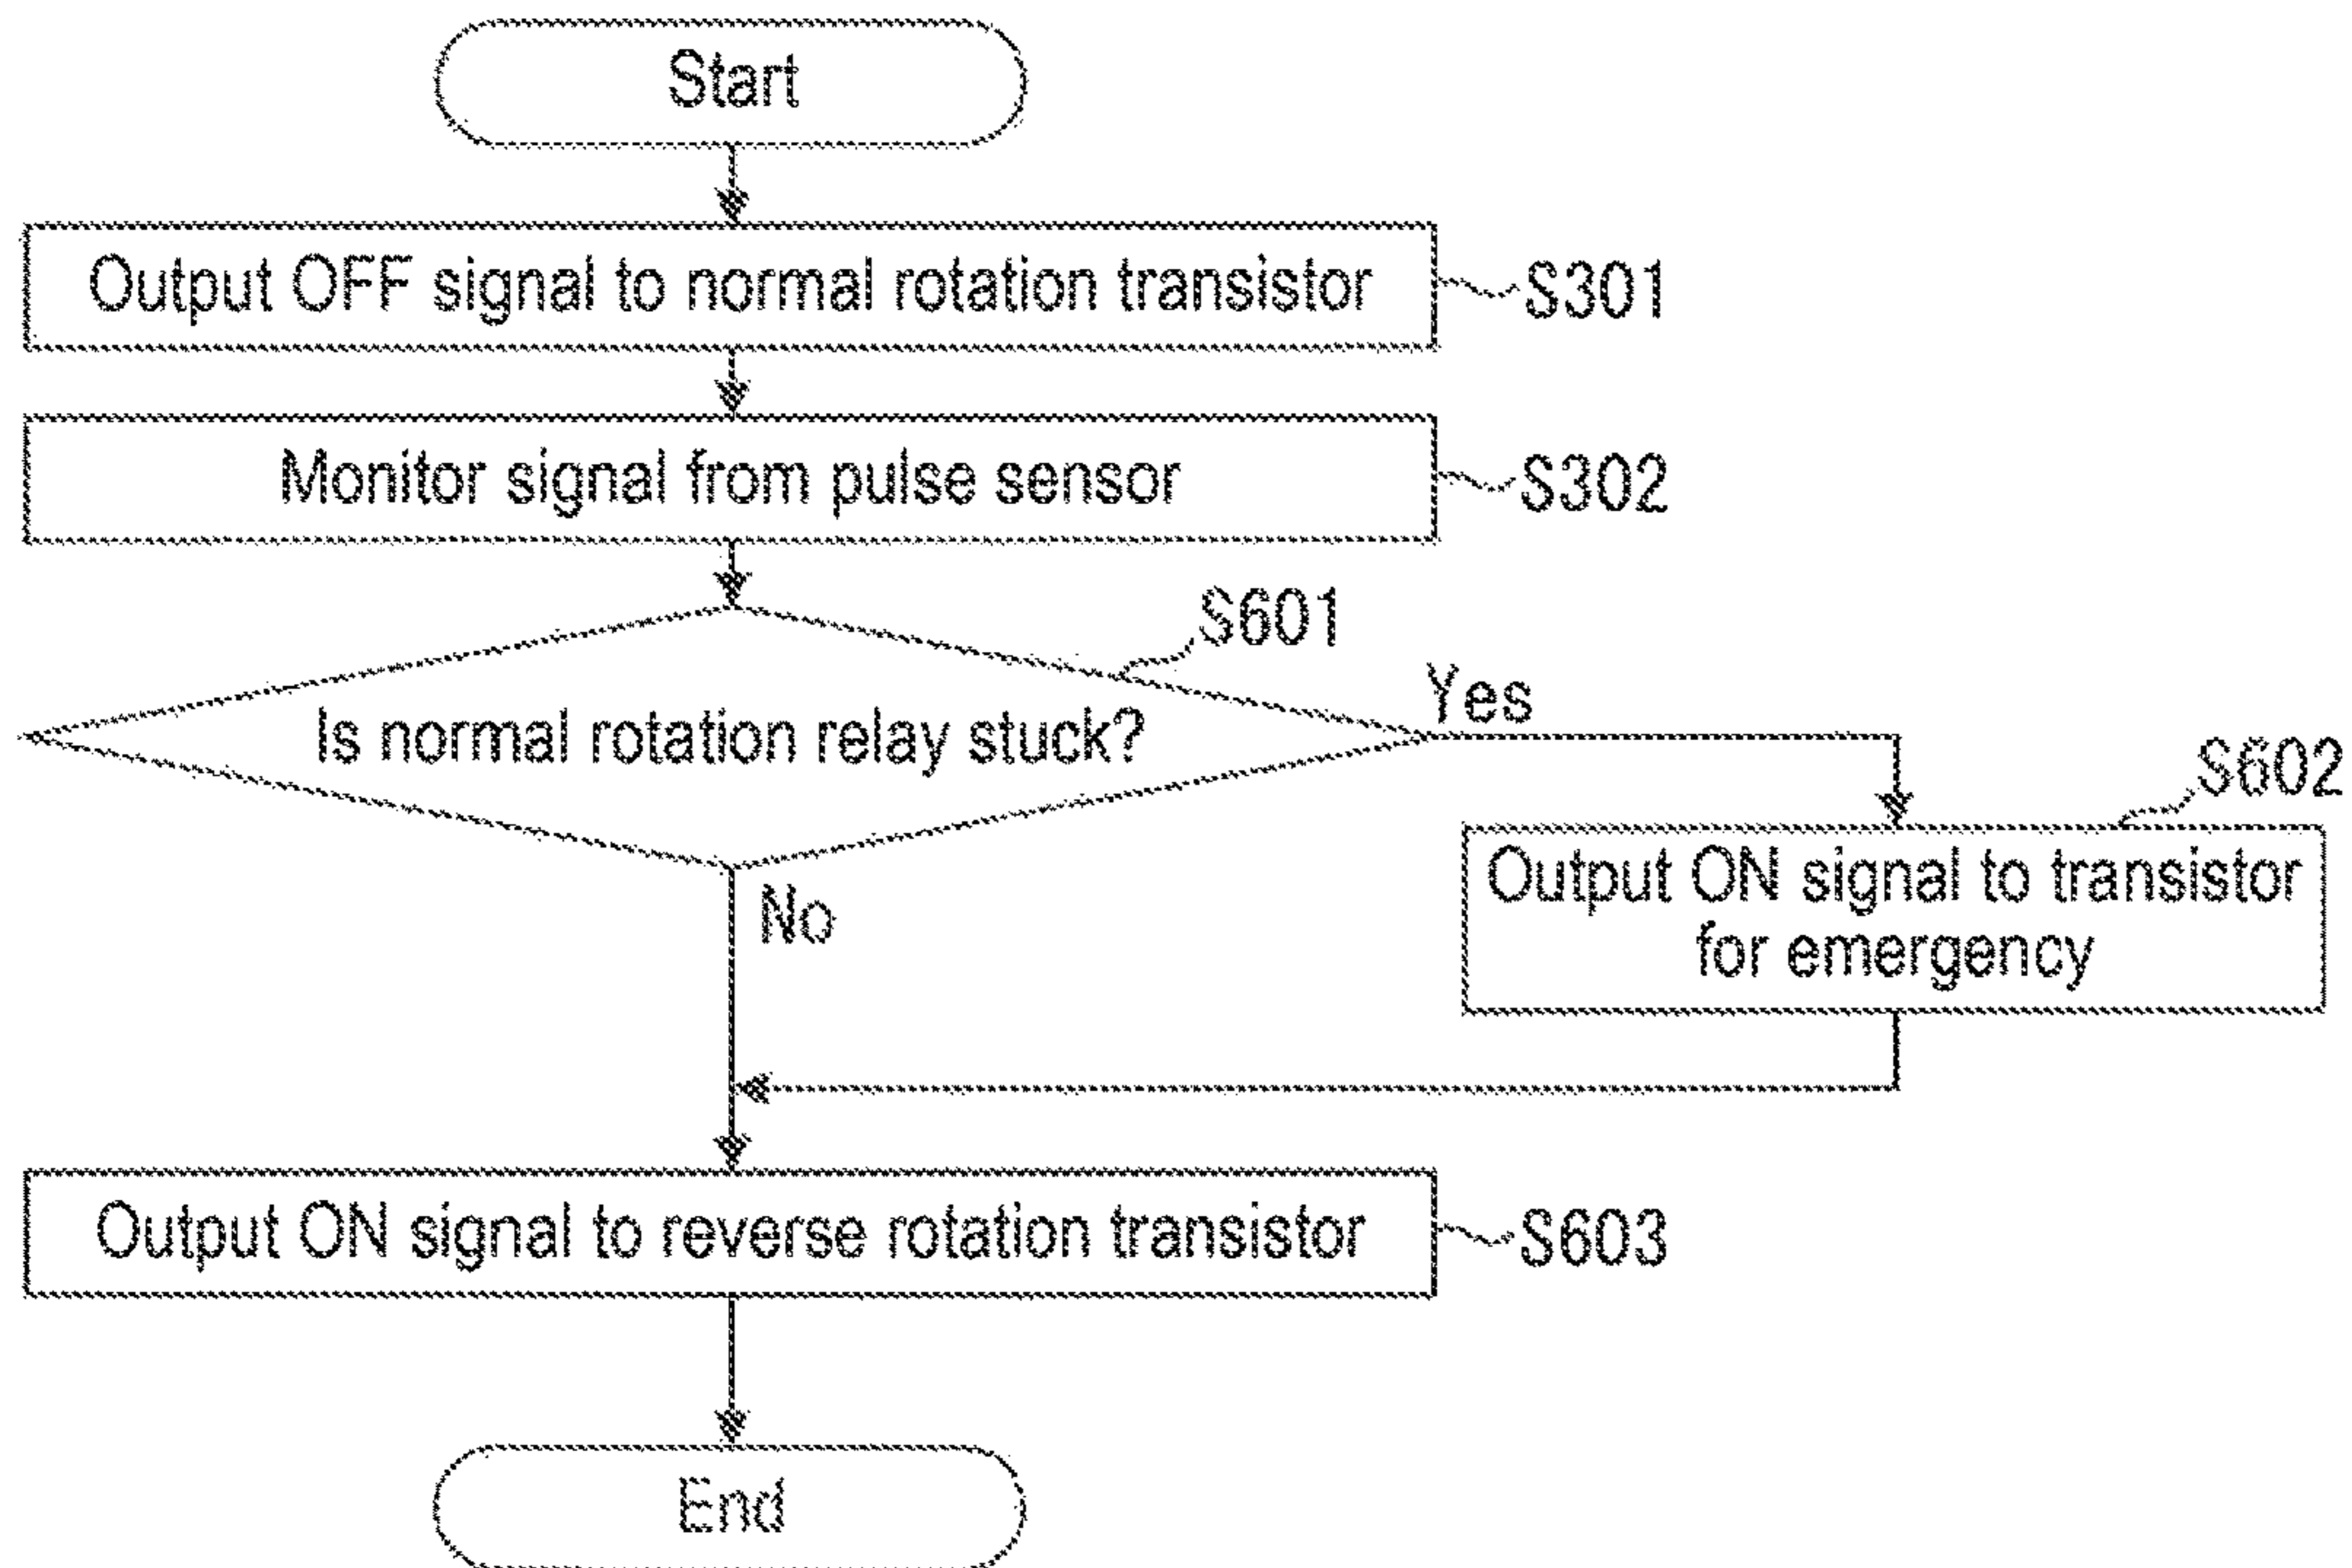 Start
Output OFF signal to normal rotation transistor
S301
Monitor signal from pulse sensor
S302
S601
Is normal rotation relay stuck?
Yes
No
S602
Output ON signal to transistor
for emergency
Output ON signal to reverse rotation transistor
S603
End